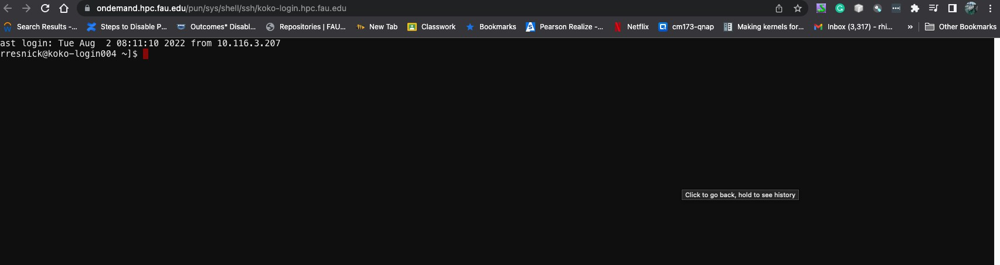 ondemand.hpc.fau.edu/pun/sys/shell/ssh/koko-login.hpc.fau.edu
Search Results -... Steps to Disable P... Outcomes* Disabl... Repositories | FAU... New Tab Classwork Bookmarks Pearson Realize -... Netflix cm173-qnap Making kernels for... Inbox (3,317) - rhi... » Other Bookmarks
ast login: Tue Aug  2 08:11:10 2022 from 10.116.3.207
rresnick@koko-login004 ~]$
Click to go back, hold to see history